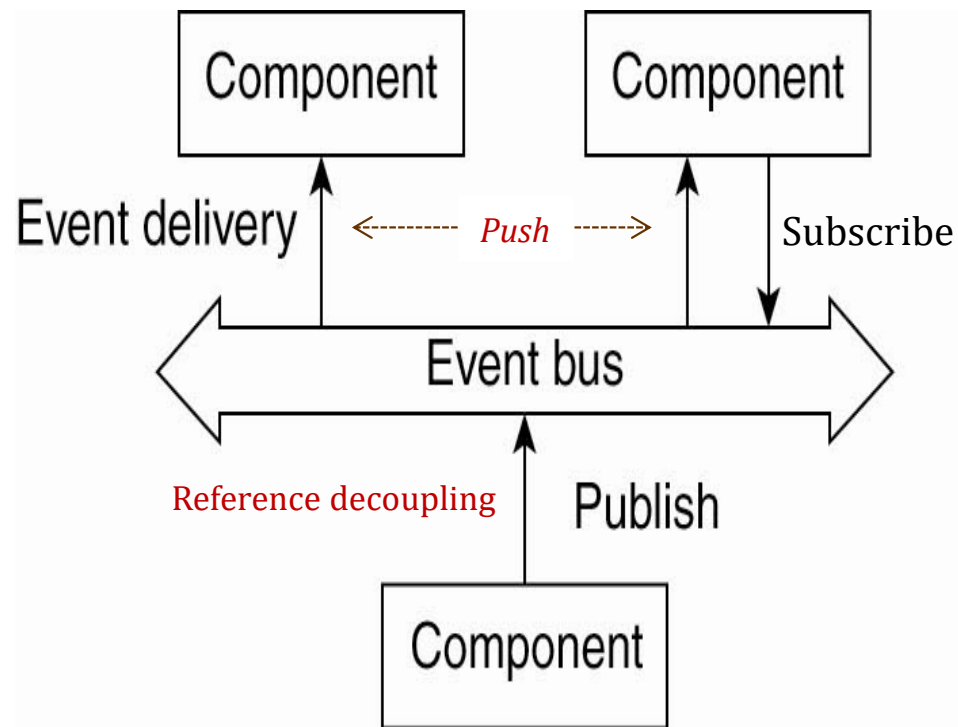 Component
Component
Event delivery
Push
Subscribe
Event bus
Reference decoupling
Publish
Component